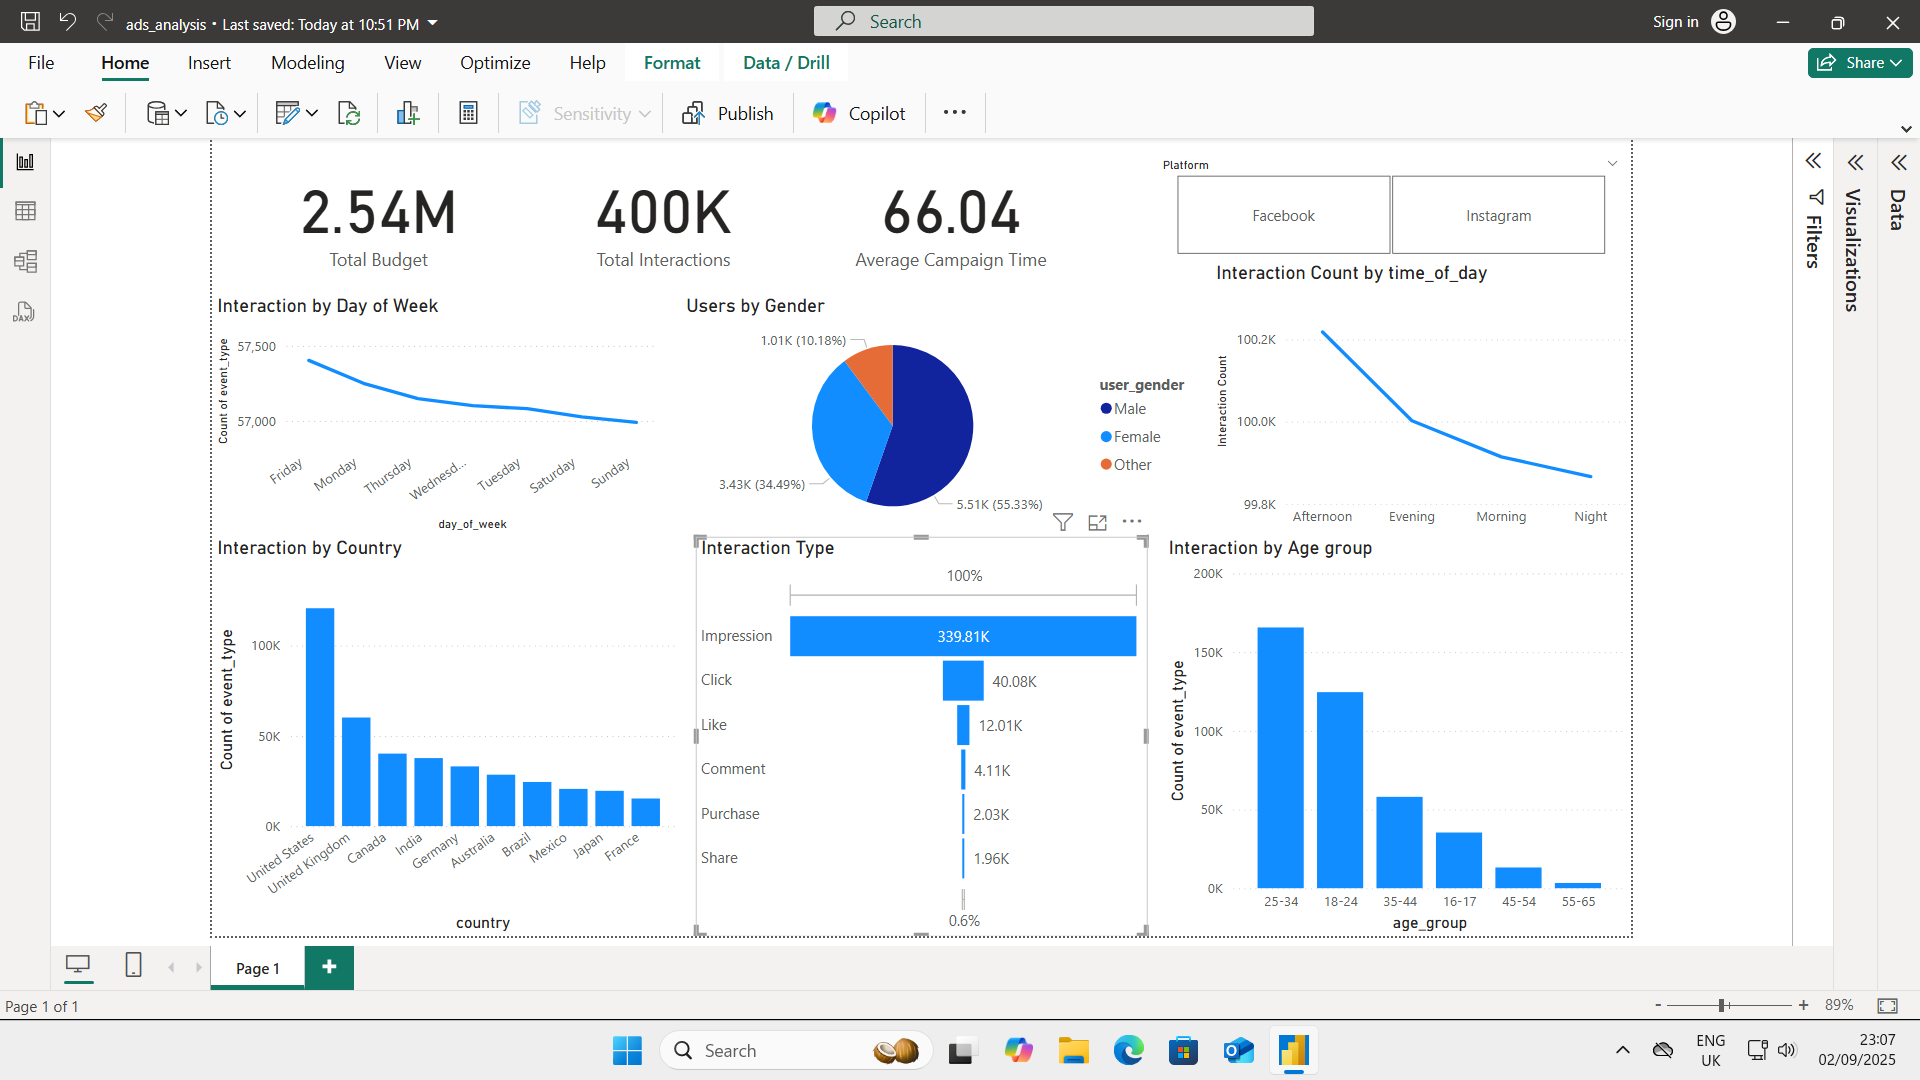 ads_analysis • Last saved: Today at 10:51 PM
Search
Sign in
File Home Insert Modeling View Optimize Help Format Data / Drill
Share
Sensitivity
Publish
Copilot
DAX
2.54M
Total Budget
400K
Total Interactions
66.04
Average Campaign Time
Platform
Facebook
Instagram
Interaction by Day of Week
Count of event_type
57,500
57,000
Friday
Monday
Thursday
Wednesd...
Tuesday
Saturday
Sunday
day_of_week
Users by Gender
1.01K (10.18%)
3.43K (34.49%)
5.51K (55.33%)
user_gender
Male
Female
Other
Interaction Count by time_of_day
Interaction Count
100.2K
100.0K
99.8K
Afternoon
Evening
Morning
Night
Interaction by Country
Count of event_type
100K
50K
0K
United States
United Kingdom
Canada
India
Germany
Australia
Brazil
Mexico
Japan
France
country
Interaction Type
100%
Impression 339.81K
Click 40.08K
Like 12.01K
Comment 4.11K
Purchase 2.03K
Share 1.96K
0.6%
Interaction by Age group
Count of event_type
200K
150K
100K
50K
0K
25-34
18-24
35-44
16-17
45-54
55-65
age_group
Filters
Visualizations
Data
Page 1
Page 1 of 1
- + 89%
Search
ENG
UK
23:07
02/09/2025